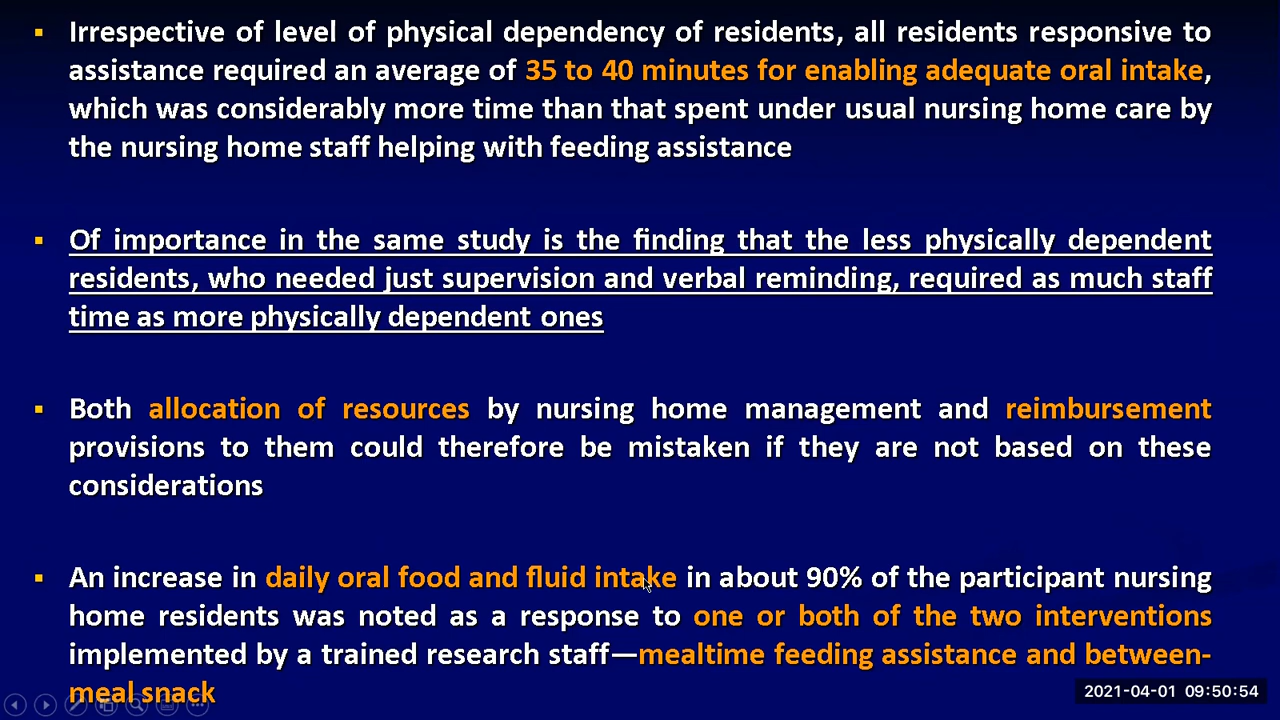 ▪ Irrespective of level of physical dependency of residents, all residents responsive to
assistance required an average of 35 to 40 minutes for enabling adequate oral intake,
which was considerably more time than that spent under usual nursing home care by
the nursing home staff helping with feeding assistance
▪ Of importance in the same study is the finding that the less physically dependent
residents, who needed just supervision and verbal reminding, required as much staff
time as more physically dependent ones
▪ Both allocation of resources by nursing home management and reimbursement
provisions to them could therefore be mistaken if they are not based on these
considerations
▪ An increase in daily oral food and fluid intake in about 90% of the participant nursing
home residents was noted as a response to one or both of the two interventions
implemented by a trained research staff—mealtime feeding assistance and between-
meal snack
2021-04-01 09:50:54